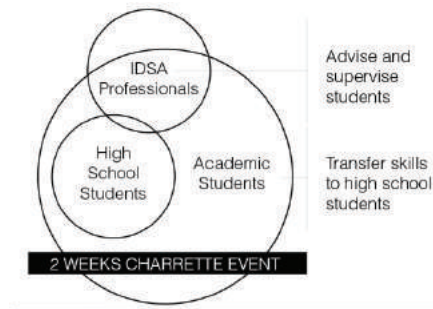 IDSA
Professionals
Advise and
supervise
students
High
School
Students
Academic
Students
Transfer skills
to high school
students
2 WEEKS CHARRETTE EVENT